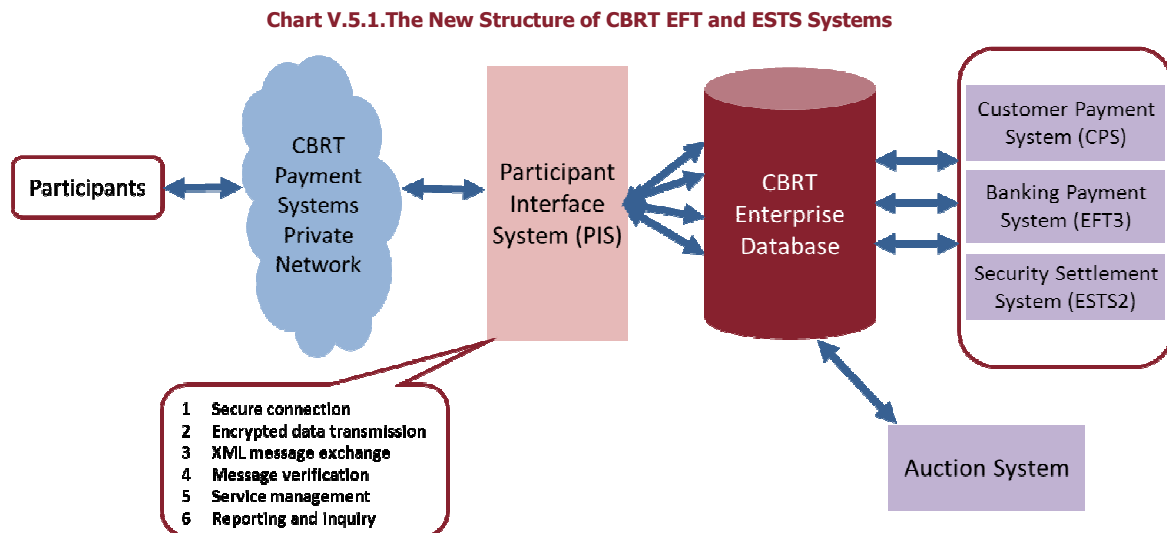 Chart V.5.1.The New Structure of CBRT EFT and ESTS Systems
Participants
CBRT
Payment
Systems
Private
Network
Participant
Interface
System (PIS)
CBRT
Enterprise
Database
Customer Payment
System (CPS)
Banking Payment
System (EFT3)
Security Settlement
System (ESTS2)
Auction System
1 Secure connection
2 Encrypted data transmission
3 XML message exchange
4 Message verification
5 Service management
6 Reporting and inquiry